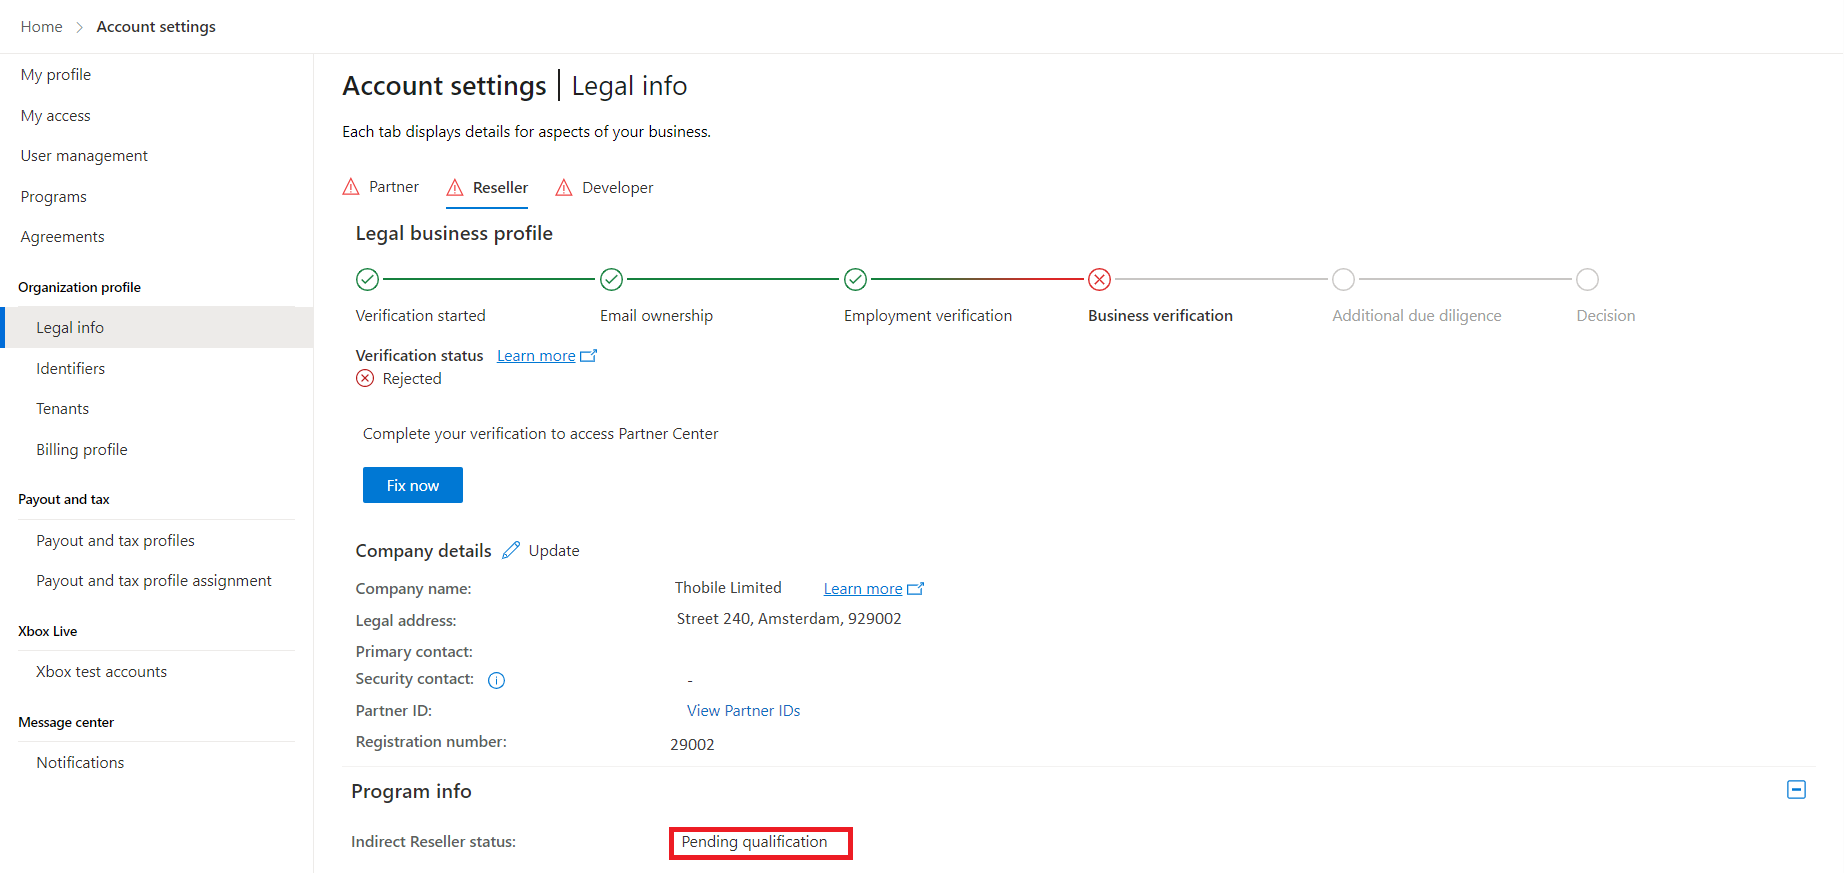 Home > Account settings
My profile
My access
User management
Programs
Agreements
Organization profile
Legal info
Identifiers
Tenants
Billing profile
Payout and tax
Payout and tax profiles
Payout and tax profile assignment
Xbox Live
Xbox test accounts
Message center
Notifications
Account settings | Legal info
Each tab displays details for aspects of your business.
Partner Reseller Developer
Legal business profile
Verification started Email ownership Employment verification Business verification Additional due diligence Decision
Verification status Learn more
Rejected
Complete your verification to access Partner Center
Fix now
Company details Update
Company name: Thobile Limited Learn more
Legal address: Street 240, Amsterdam, 929002
Primary contact:
Security contact: -
Partner ID: View Partner IDs
Registration number: 29002
Program info
Indirect Reseller status: Pending qualification